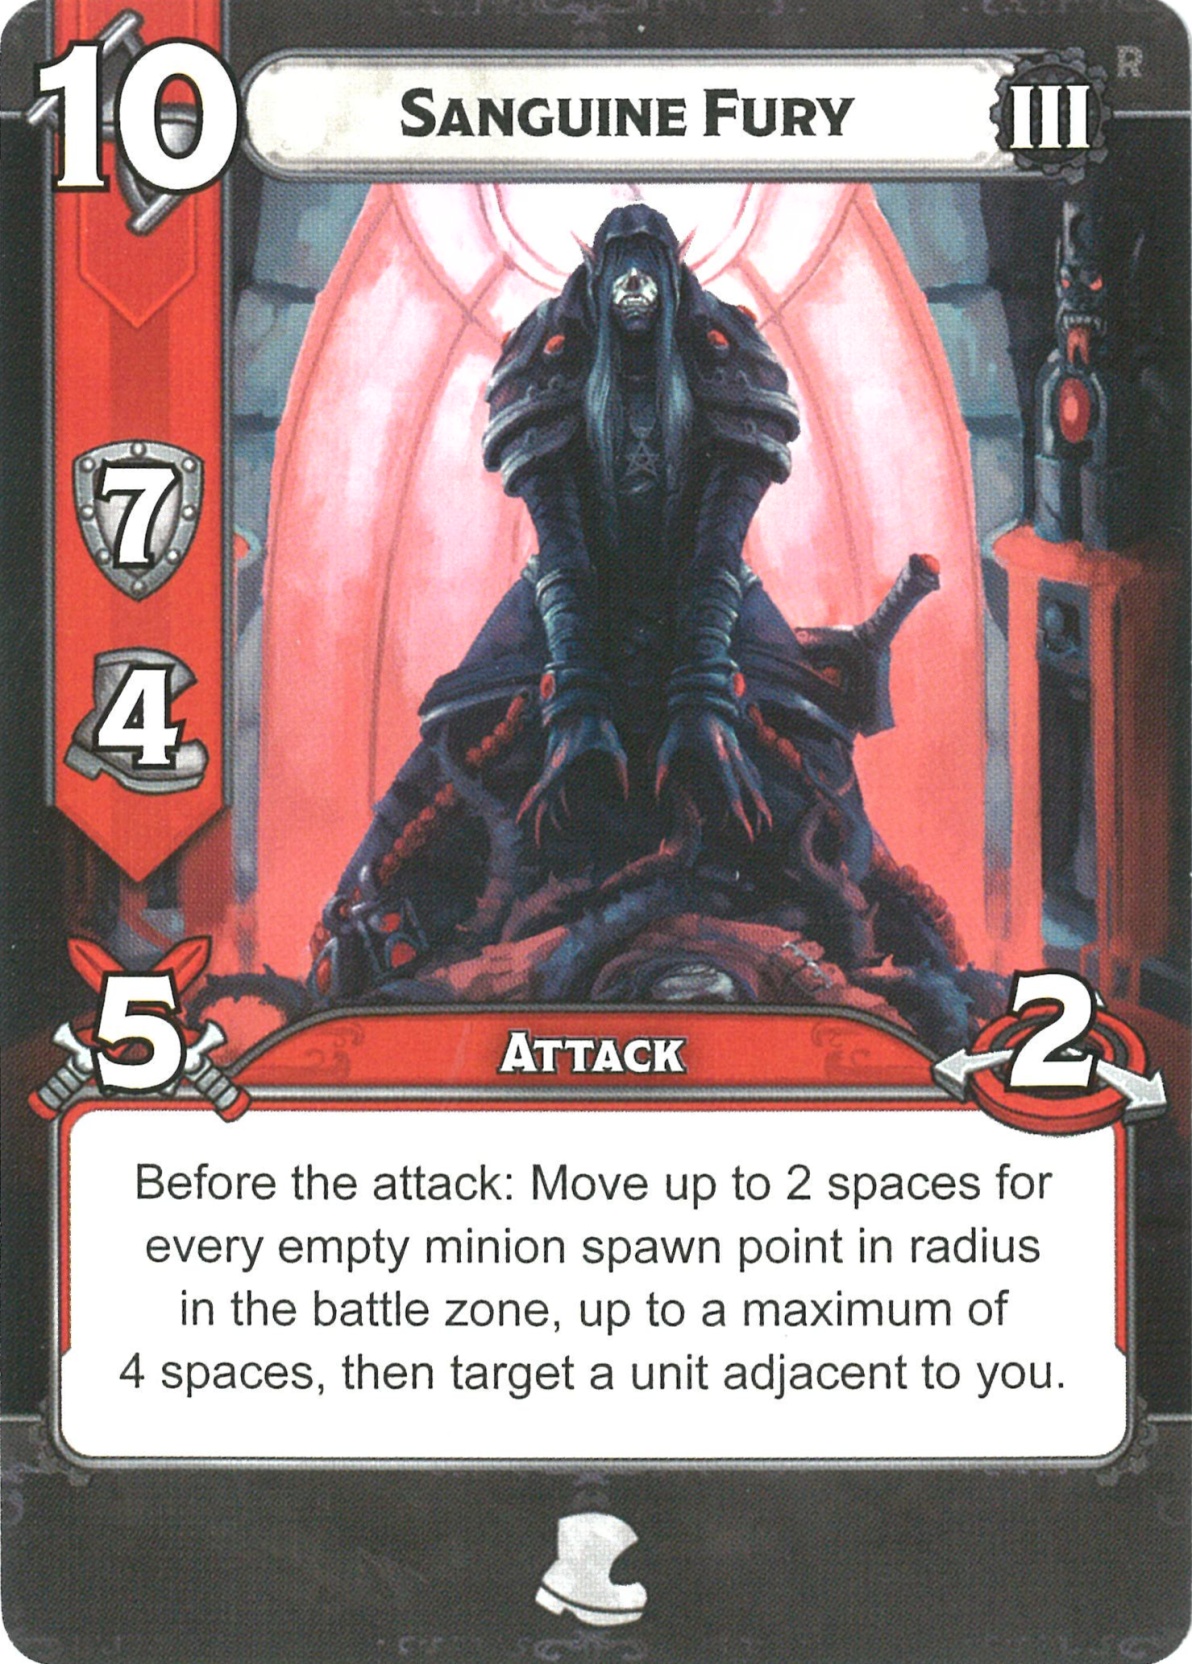 10
SANGUINE FURY
III
R
7
4
5
ATTACK
2
Before the attack: Move up to 2 spaces for
every empty minion spawn point in radius
in the battle zone, up to a maximum of
4 spaces, then target a unit adjacent to you.